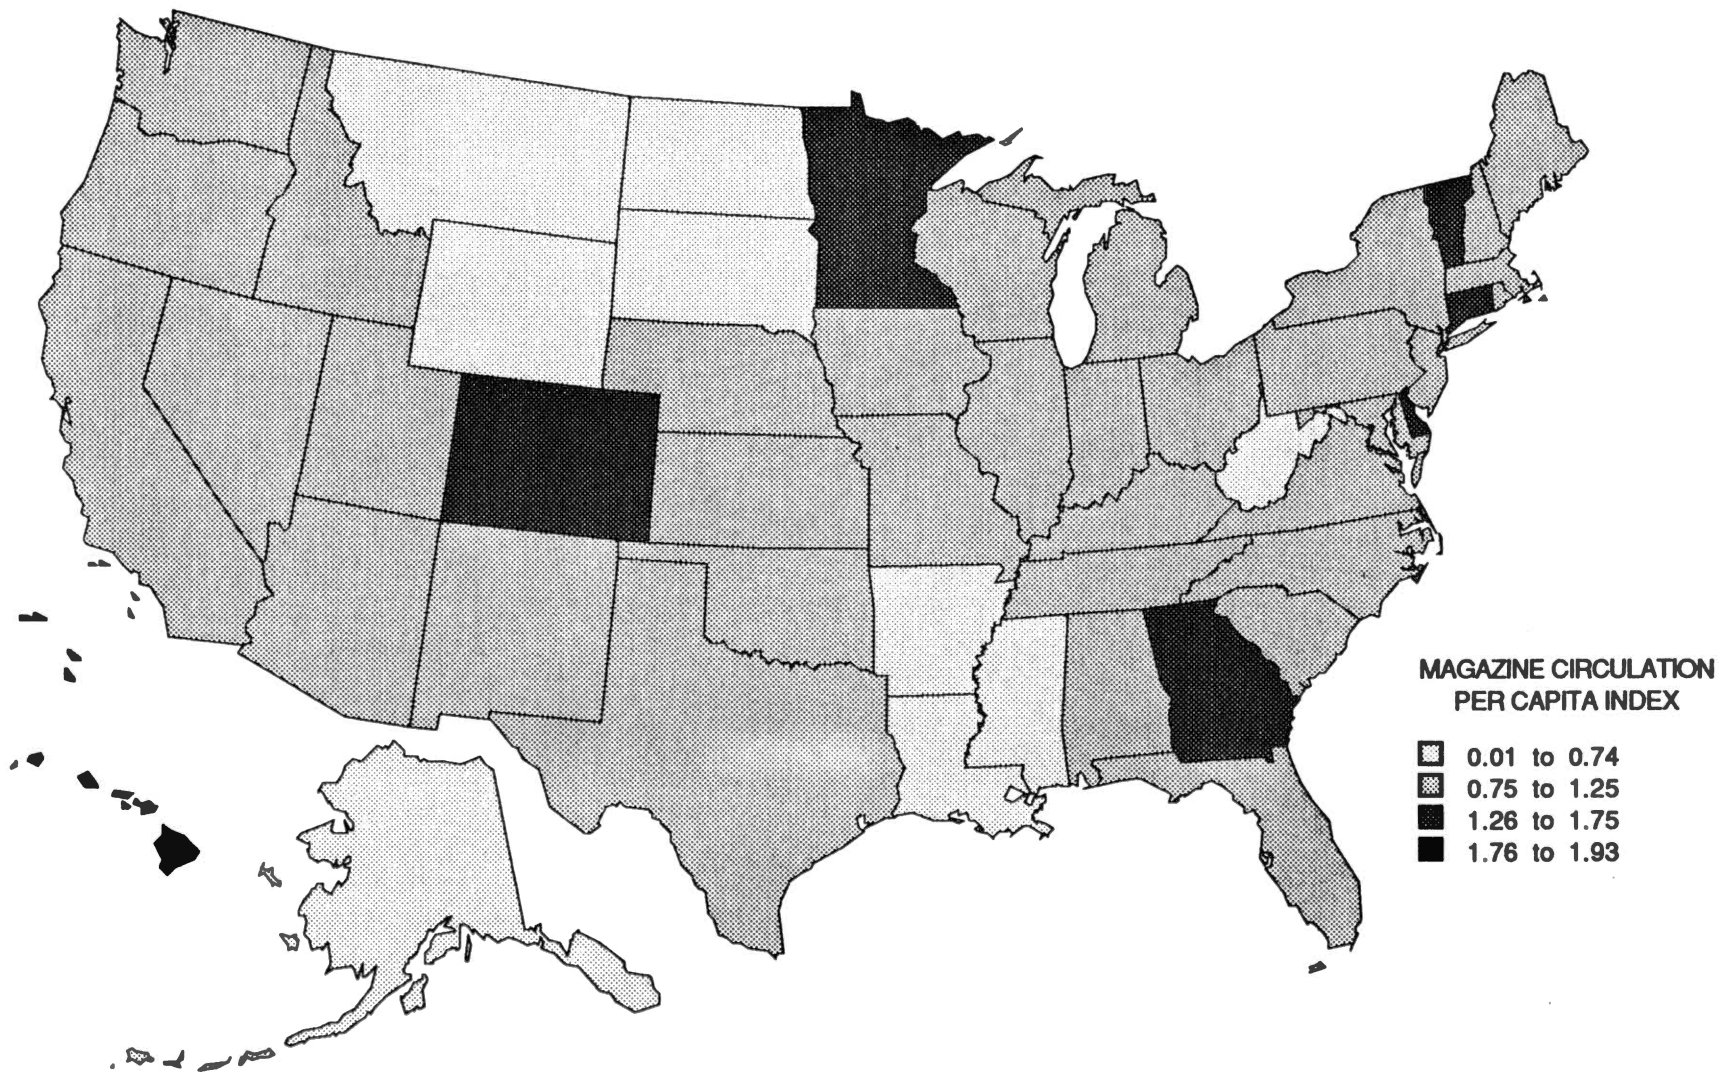 MAGAZINE CIRCULATION
PER CAPITA INDEX
0.01 to 0.74
0.75 to 1.25
1.26 to 1.75
1.76 to 1.93